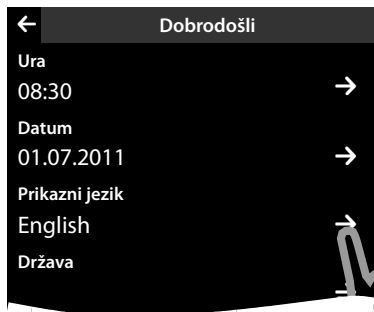 Dobrodošli
Ura
08:30
Datum
01.07.2011
Prikazni jezik
English
Država